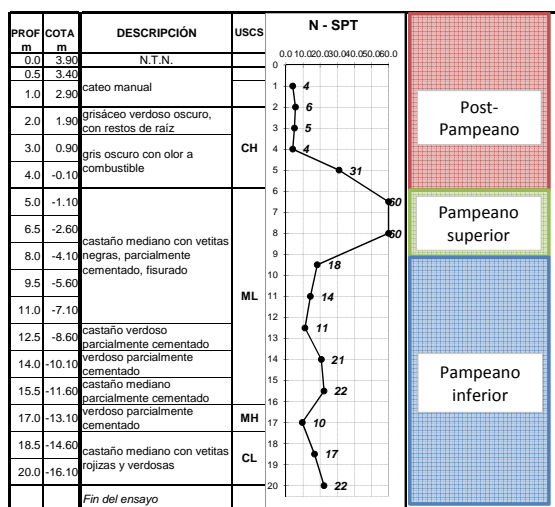 PROF m COTA m DESCRIPCIÓN USCS N - SPT
0.0 10.0 20.0 30.0 40.0 50.0 60.0
0.0 3.90 N.T.N.
0.5 3.40
1.0 2.90 cateo manual
2.0 1.90 grisáceo verdoso oscuro,
con restos de raíz
3.0 0.90 gris oscuro con olor a
combustible
4.0 -0.10
CH
5.0 -1.10
6.5 -2.60
castaño mediano con vetitas
8.0 -4.10 negras, parcialmente
cementado, fisurado
9.5 -5.60
11.0 -7.10
ML
12.5 -8.60 castaño verdoso
parcialmente cementado
14.0 -10.10 verdoso parcialmente
cementado
15.5 -11.60 castaño mediano
parcialmente cementado
17.0 -13.10 verdoso parcialmente
cementado
MH
18.5 -14.60
castaño mediano con vetitas
20.0 -16.10 rojizas y verdosas
CL
Fin del ensayo
0
1
2
3
4
5
6
7
8
9
10
11
12
13
14
15
16
17
18
19
20
4
6
5
4
31
60
60
18
14
11
21
22
10
17
22
Post-
Pampeano
Pampeano
superior
Pampeano
inferior